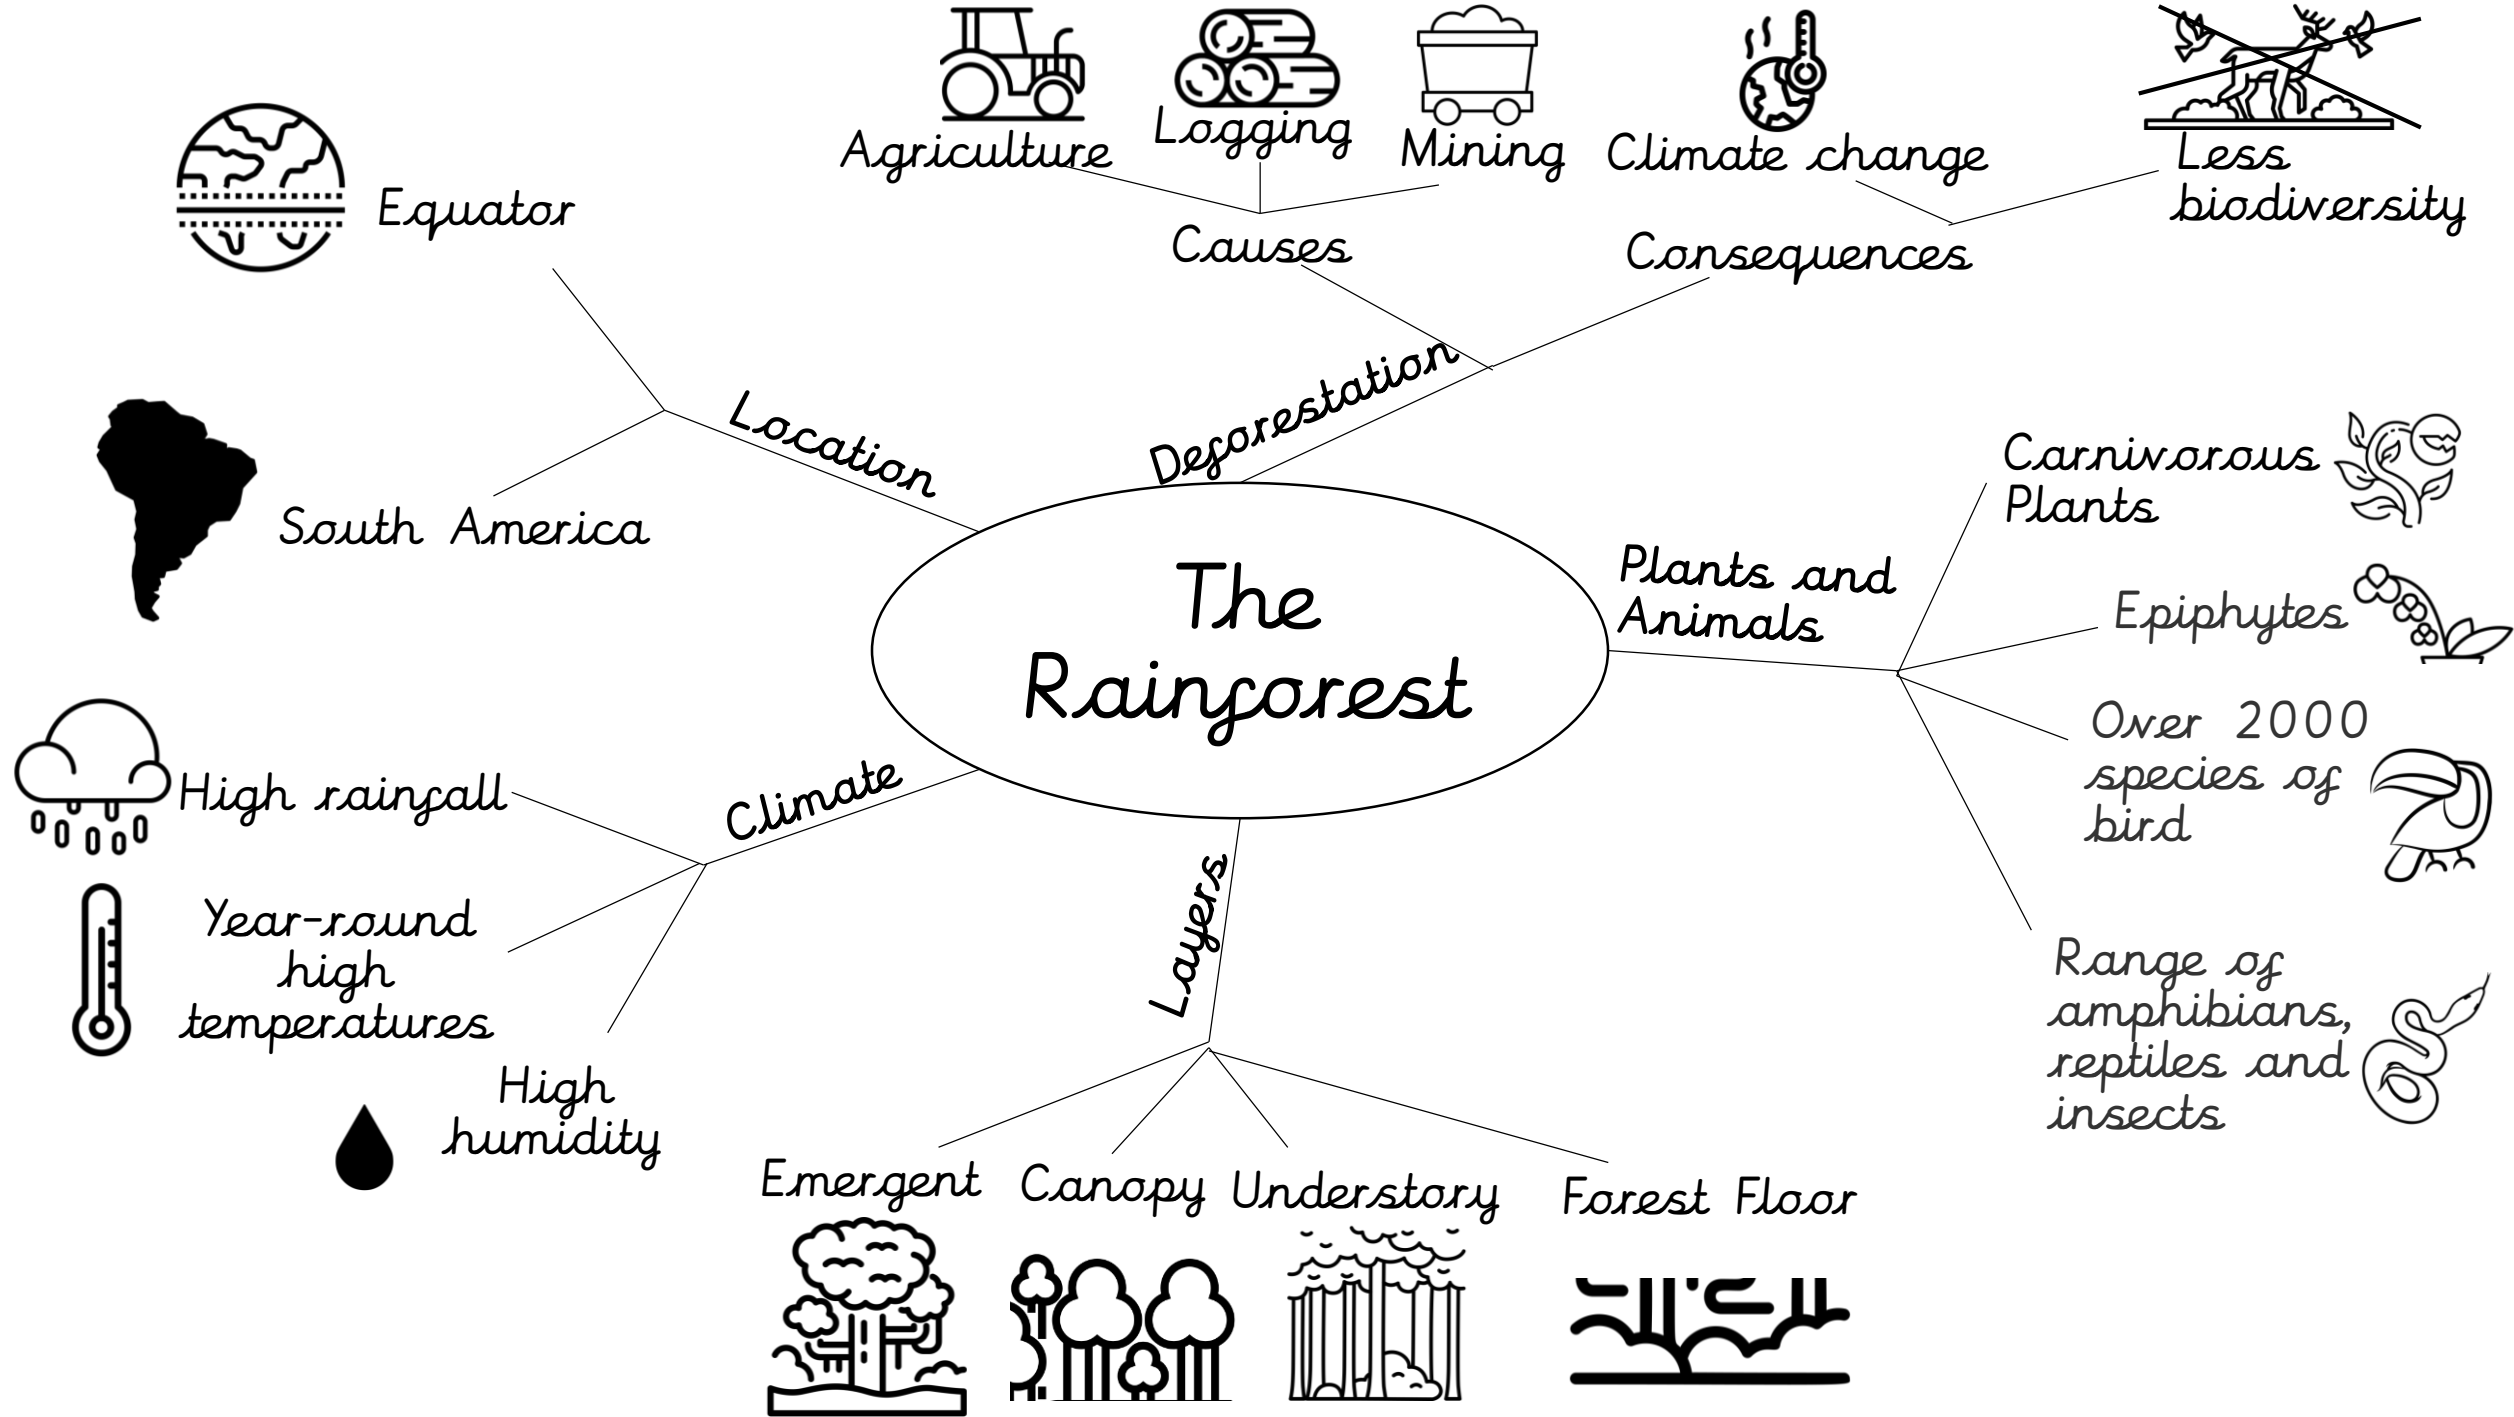 The
Rainforest
Location
Equator
South America
Deforestation
Causes
Agriculture
Logging
Mining
Consequences
Climate change
Less
biodiversity
Plants and
Animals
Carnivorous
Plants
Epiphytes
Over 2000
species of
bird
Range of
amphibians,
reptiles and
insects
Layers
Emergent
Canopy
Understory
Forest Floor
Climate
High rainfall
Year-round
high
temperatures
High
humidity